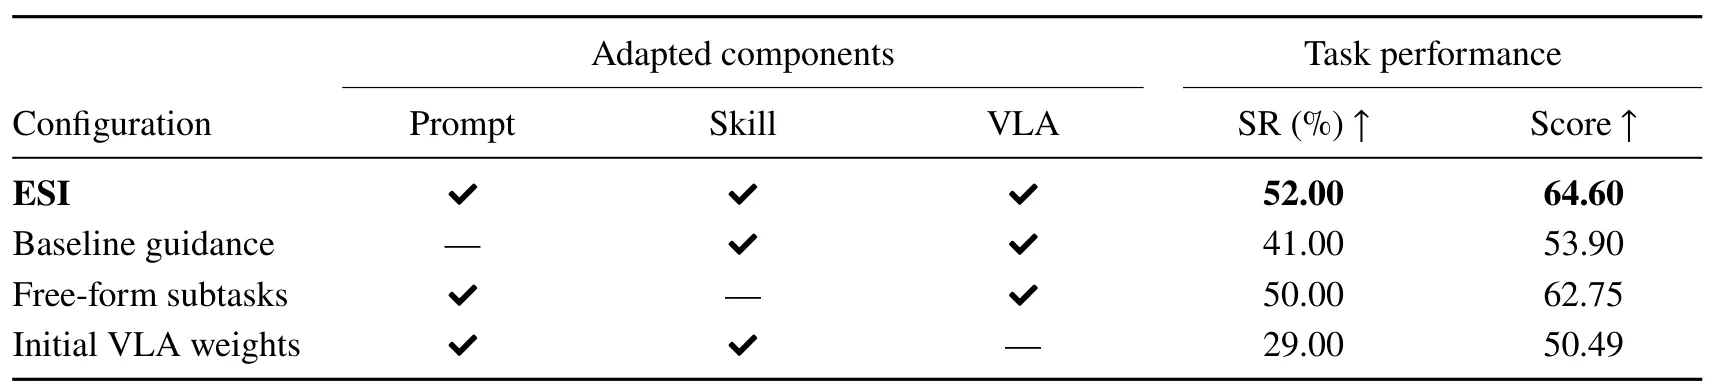 Adapted components Task performance
Configuration Prompt Skill VLA SR (%) ↑ Score ↑
ESI ✓ ✓ ✓ 52.00 64.60
Baseline guidance — ✓ ✓ 41.00 53.90
Free-form subtasks ✓ — ✓ 50.00 62.75
Initial VLA weights ✓ ✓ — 29.00 50.49